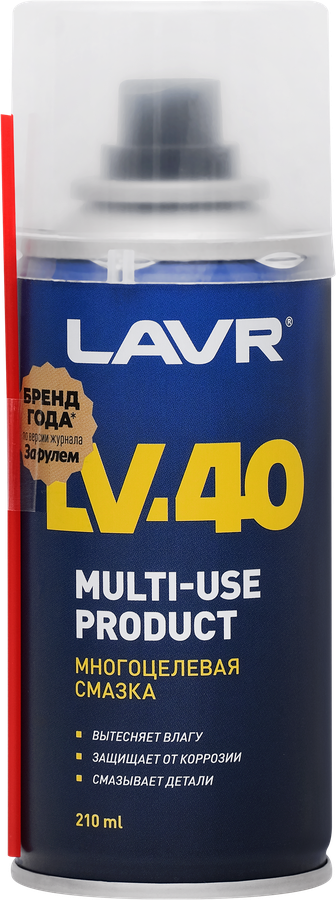 LAVR®
БРЕНД
ГОДА*
по версии журнала
За рулем
LV-40
MULTI-USE
PRODUCT
МНОГОЦЕЛЕВАЯ
СМАЗКА
ВЫТЕСНЯЕТ ВЛАГУ
ЗАЩИЩАЕТ ОТ КОРРОЗИИ
СМАЗЫВАЕТ ДЕТАЛИ
210 ml